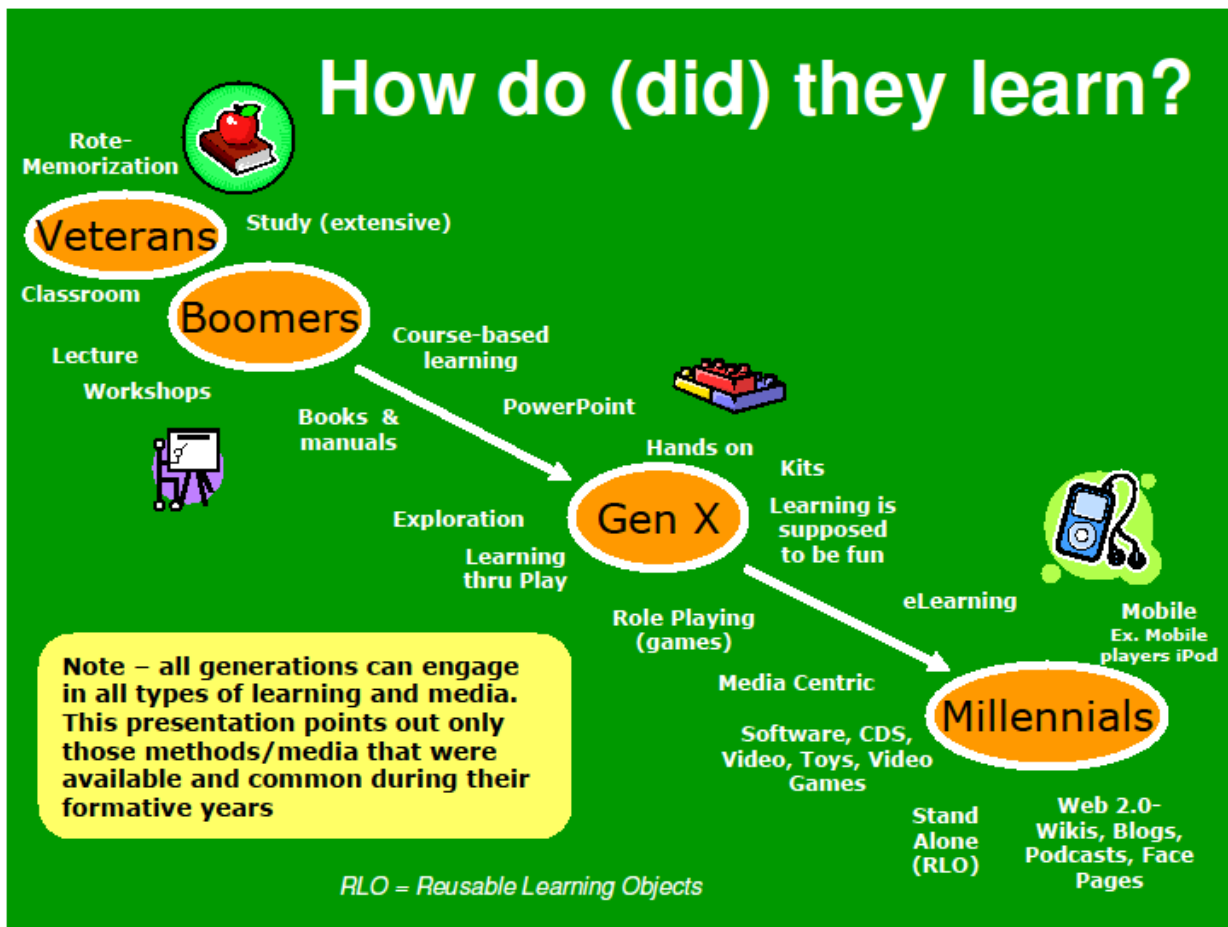 How do (did) they learn?
Rote-
Memorization
Veterans
Study (extensive)
Classroom
Boomers
Lecture
Workshops
Course-based
learning
Books &
manuals
PowerPoint
Hands on
Kits
Gen X
Exploration
Learning
thru Play
Learning is
supposed
to be fun
Role Playing
(games)
eLearning
Mobile
Ex. Mobile
players iPod
Media Centric
Millennials
Software, CDS,
Video, Toys, Video
Games
Stand
Alone
(RLO)
Web 2.0-
Wikis, Blogs,
Podcasts, Face
Pages
Note – all generations can engage
in all types of learning and media.
This presentation points out only
those methods/media that were
available and common during their
formative years
RLO = Reusable Learning Objects